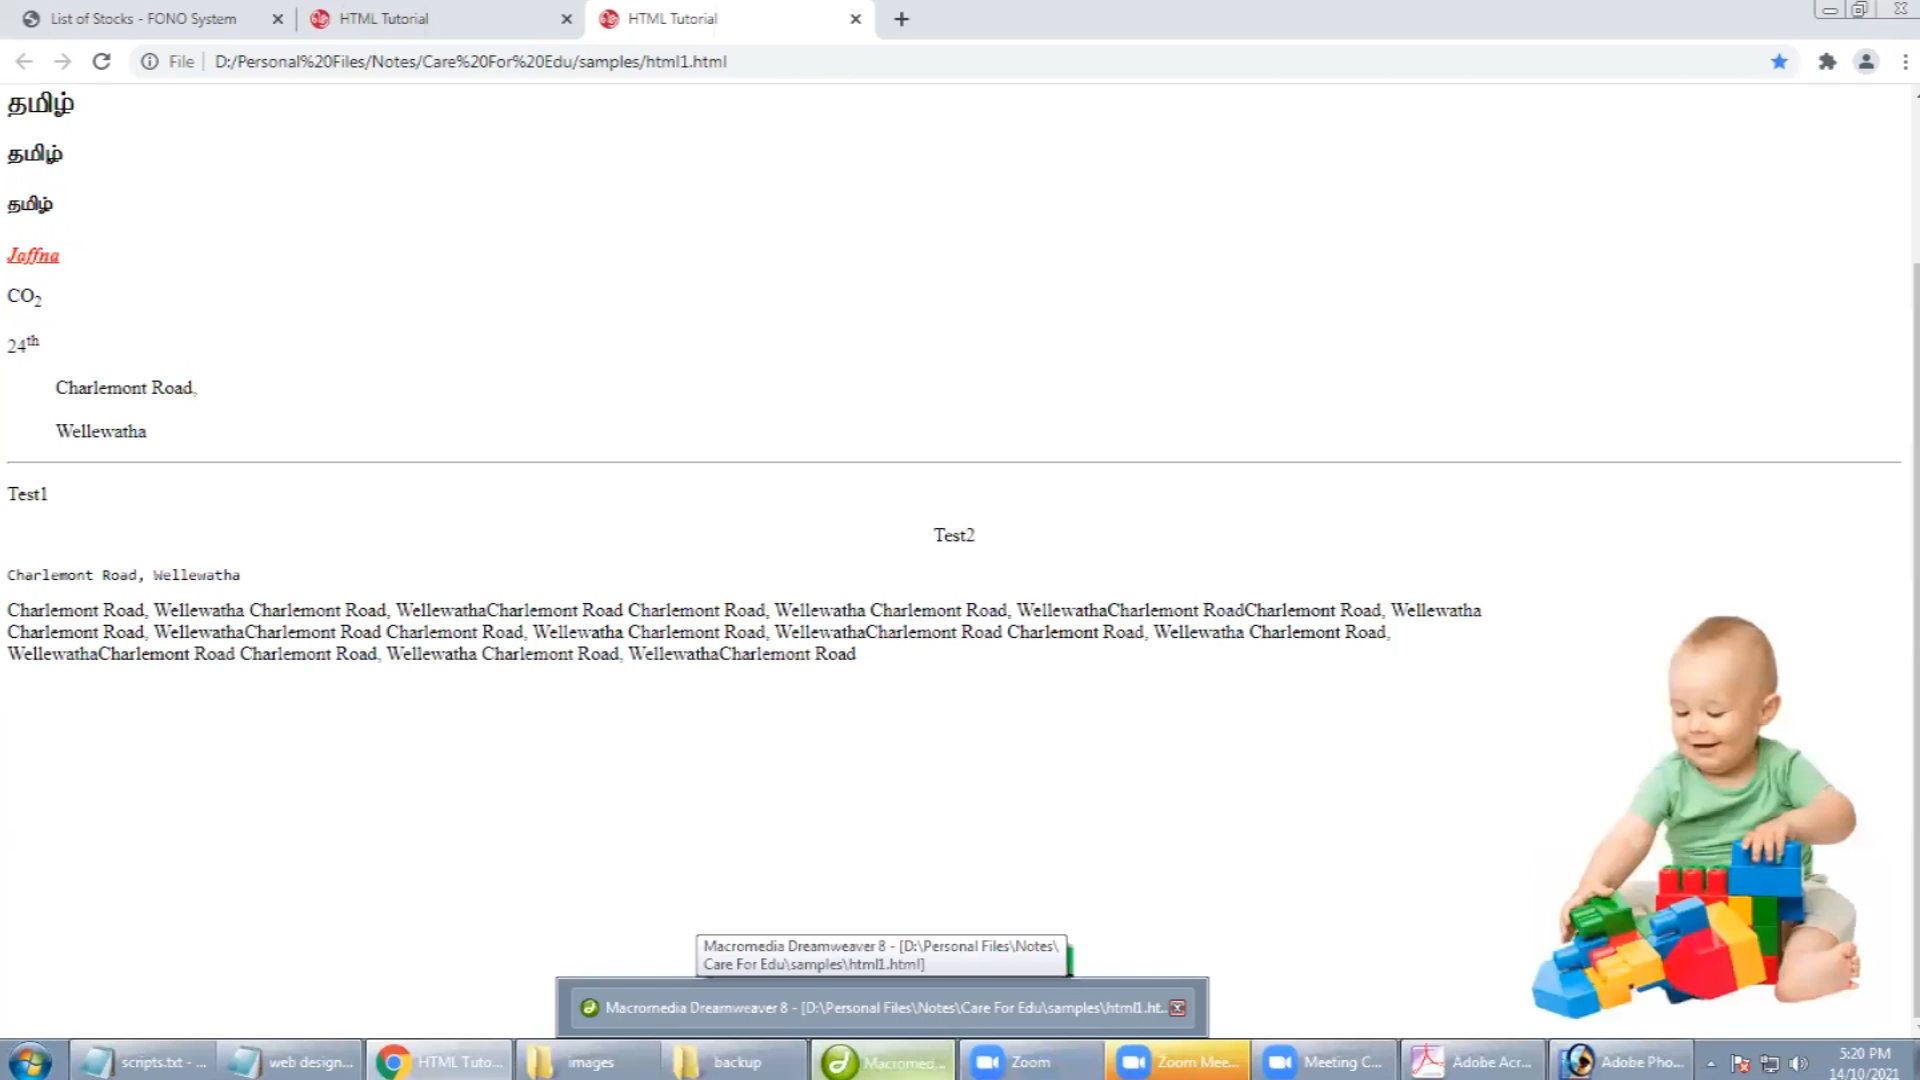 List of Stocks - FONO System
HTML Tutorial
HTML Tutorial
File
D:/Personal%20Files/Notes/Care%20For%20Edu/samples/html1.html
தமிழ்
தமிழ்
தமிழ்
Jaffna
CO2
24th
Charlemont Road,
Wellewatha
Test1
Test2
Charlemont Road, Wellewatha
Charlemont Road, Wellewatha Charlemont Road, WellewathaCharlemont Road Charlemont Road, Wellewatha Charlemont Road, WellewathaCharlemont RoadCharlemont Road, Wellewatha
Charlemont Road, WellewathaCharlemont Road Charlemont Road, Wellewatha Charlemont Road, WellewathaCharlemont Road Charlemont Road, Wellewatha Charlemont Road,
WellewathaCharlemont Road Charlemont Road, Wellewatha Charlemont Road, WellewathaCharlemont Road
Macromedia Dreamweaver 8 - [D:\Personal Files\Notes\
Care For Edu\samples\html1.html]
Macromedia Dreamweaver 8 - [D:\Personal Files\Notes\Care For Edu\samples\html1.ht...
scripts.txt - ...
web design...
HTML Tuto...
images
backup
Macromed...
Zoom
Zoom Mee...
Meeting C...
Adobe Acr...
Adobe Pho...
5:20 PM
14/10/2021